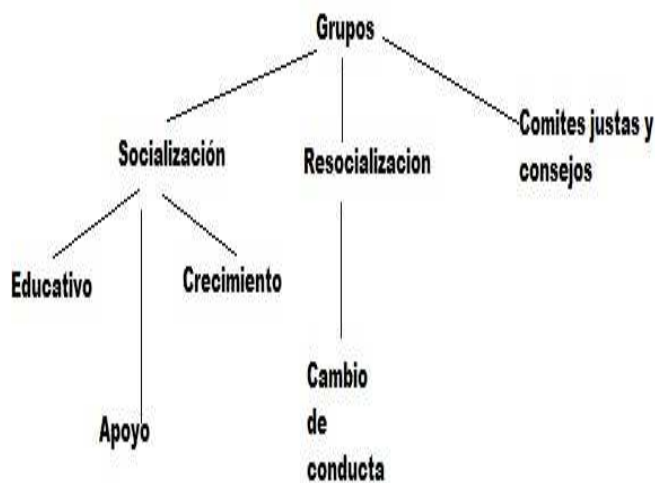 Grupos
Socialización
Resocializacion
Comites justas y
consejos
Educativo
Crecimiento
Apoyo
Cambio
de
conducta